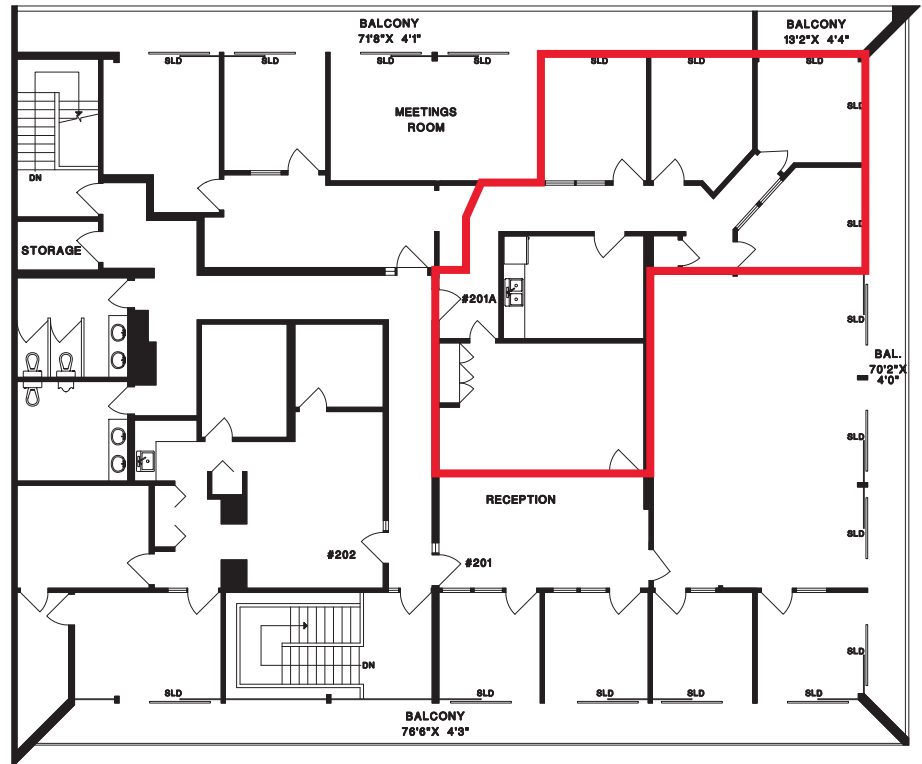 BALCONY
71'8"X 4'1"
BALCONY
13'2"X 4'4"
SLD
SLD
SLD
SLD
SLD
SLD
SLD
SLD
MEETINGS
ROOM
DN
SLD
STORAGE
#201A
SLD
BAL.
70'2"X
4'0"
SLD
RECEPTION
SLD
#202
#201
SLD
DN
SLD
SLD
SLD
SLD
SLD
BALCONY
76'6"X 4'3"